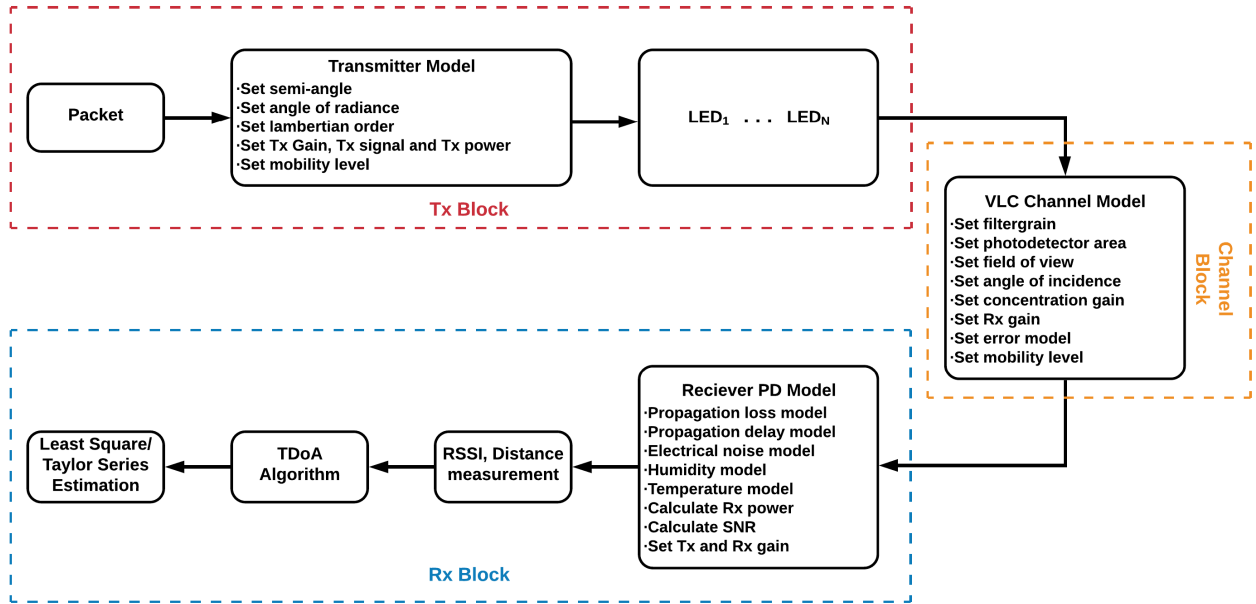 Packet
Transmitter Model
·Set semi-angle
·Set angle of radiance
·Set lambertian order
·Set Tx Gain, Tx signal and Tx power
·Set mobility level
LED₁ . . . LED_N
Tx Block
VLC Channel Model
·Set filtergrain
·Set photodetector area
·Set field of view
·Set angle of incidence
·Set concentration gain
·Set Rx gain
·Set error model
·Set mobility level
Channel
Block
Reciever PD Model
·Propagation loss model
·Propagation delay model
·Electrical noise model
·Humidity model
·Temperature model
·Calculate Rx power
·Calculate SNR
·Set Tx and Rx gain
RSSI, Distance
measurement
TDoA
Algorithm
Least Square/
Taylor Series
Estimation
Rx Block